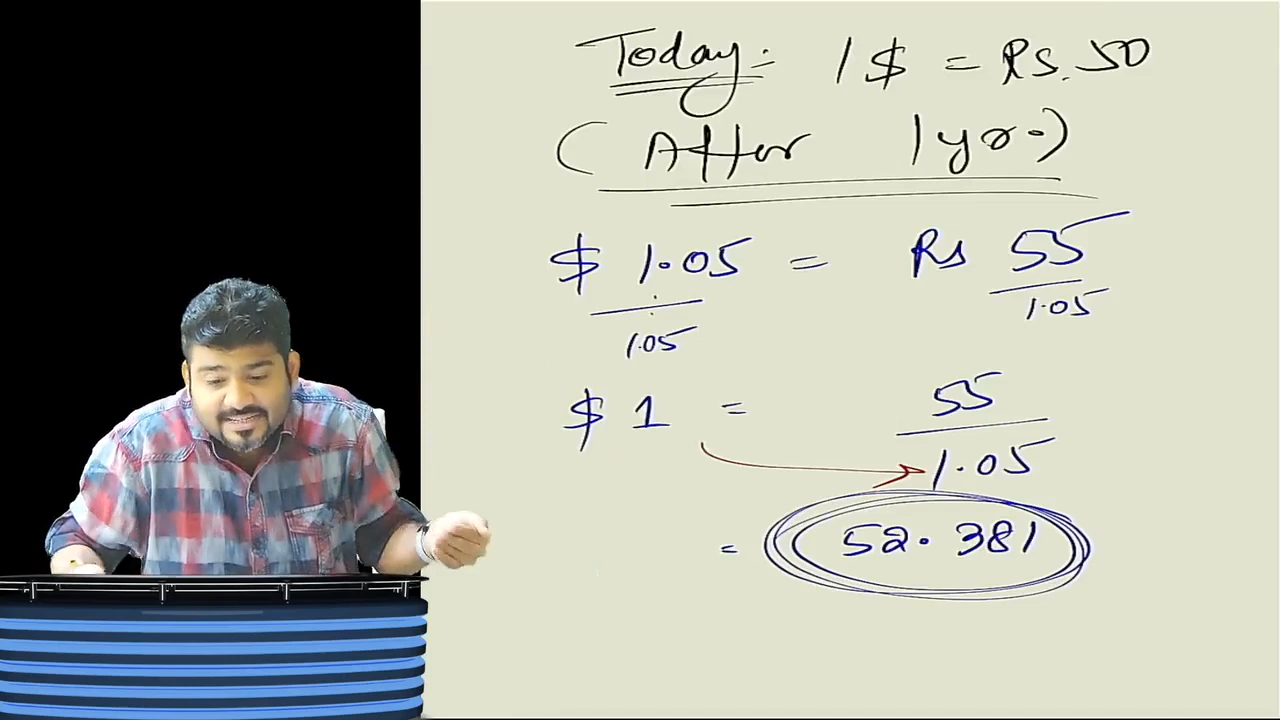 Today:- 1 $ = Rs. 50
(After 1yr.)
$ 1.05 = Rs 55
1.05 1.05
$ 1 = 55
1.05
= 52.381